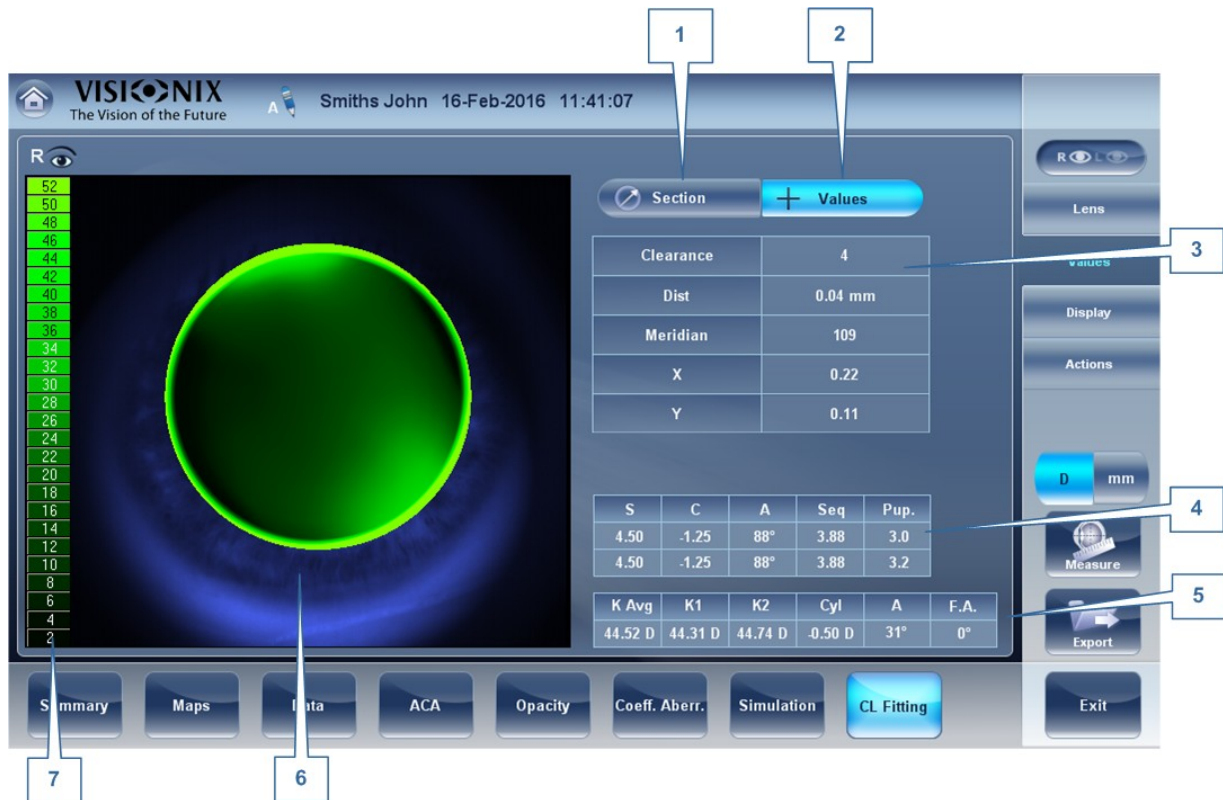 1
2
VISIONIX
The Vision of the Future
A
Smiths John 16-Feb-2016 11:41:07
R
R L
Section
Values
Lens
Values
Display
Actions
3
52
50
48
46
44
42
40
38
36
34
32
30
28
26
24
22
20
18
16
14
12
10
8
6
4
2
Clearance 4
Dist 0.04 mm
Meridian 109
X 0.22
Y 0.11
D mm
4
S C A Seq Pup.
4.50 -1.25 88° 3.88 3.0
4.50 -1.25 88° 3.88 3.2
Measure
5
K Avg K1 K2 Cyl A F.A.
44.52 D 44.31 D 44.74 D -0.50 D 31° 0°
Export
Summary Maps Data ACA Opacity Coeff. Aberr. Simulation CL Fitting Exit
7
6